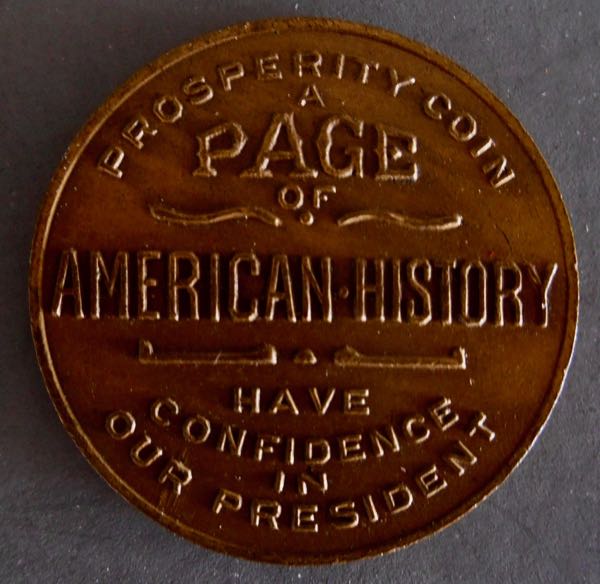 PROSPERITY COIN
A
PAGE
OF
AMERICAN·HISTORY
HAVE
CONFIDENCE
IN
OUR PRESIDENT